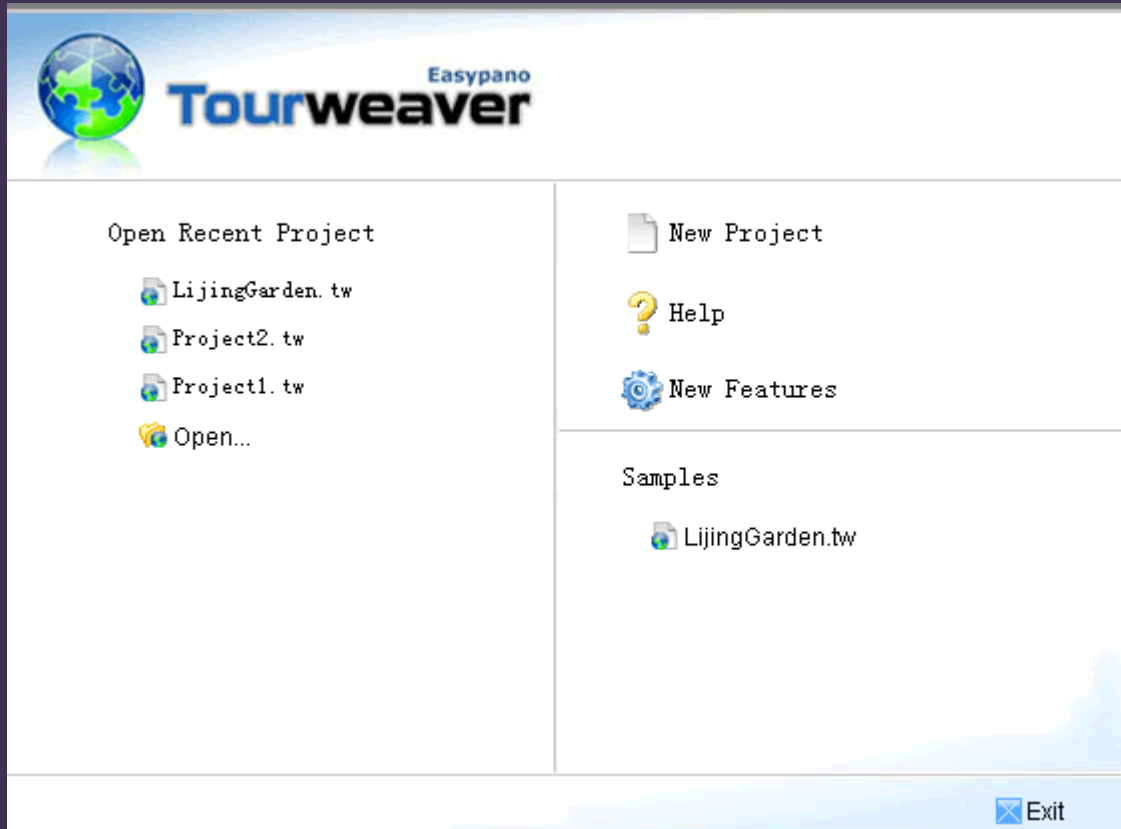 Easypano
Tourweaver
Open Recent Project
LijingGarden.tw
Project2.tw
Project1.tw
Open...
New Project
Help
New Features
Samples
LijingGarden.tw
Exit